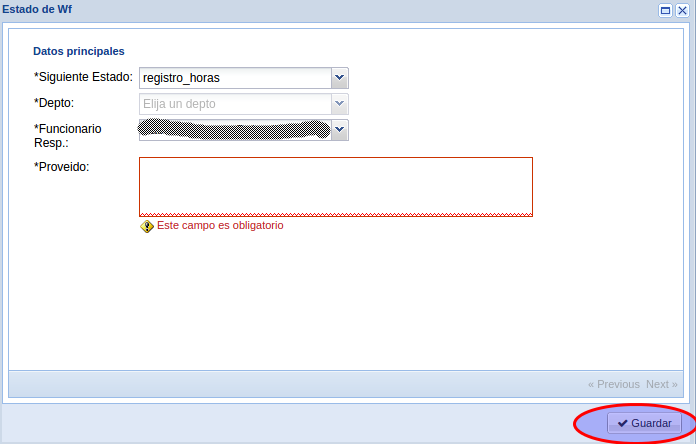 Estado de Wf
Datos principales
*Siguiente Estado: registro_horas
*Depto: Elija un depto
*Funcionario
Resp.:
*Proveido:
Este campo es obligatorio
« Previous Next »
Guardar